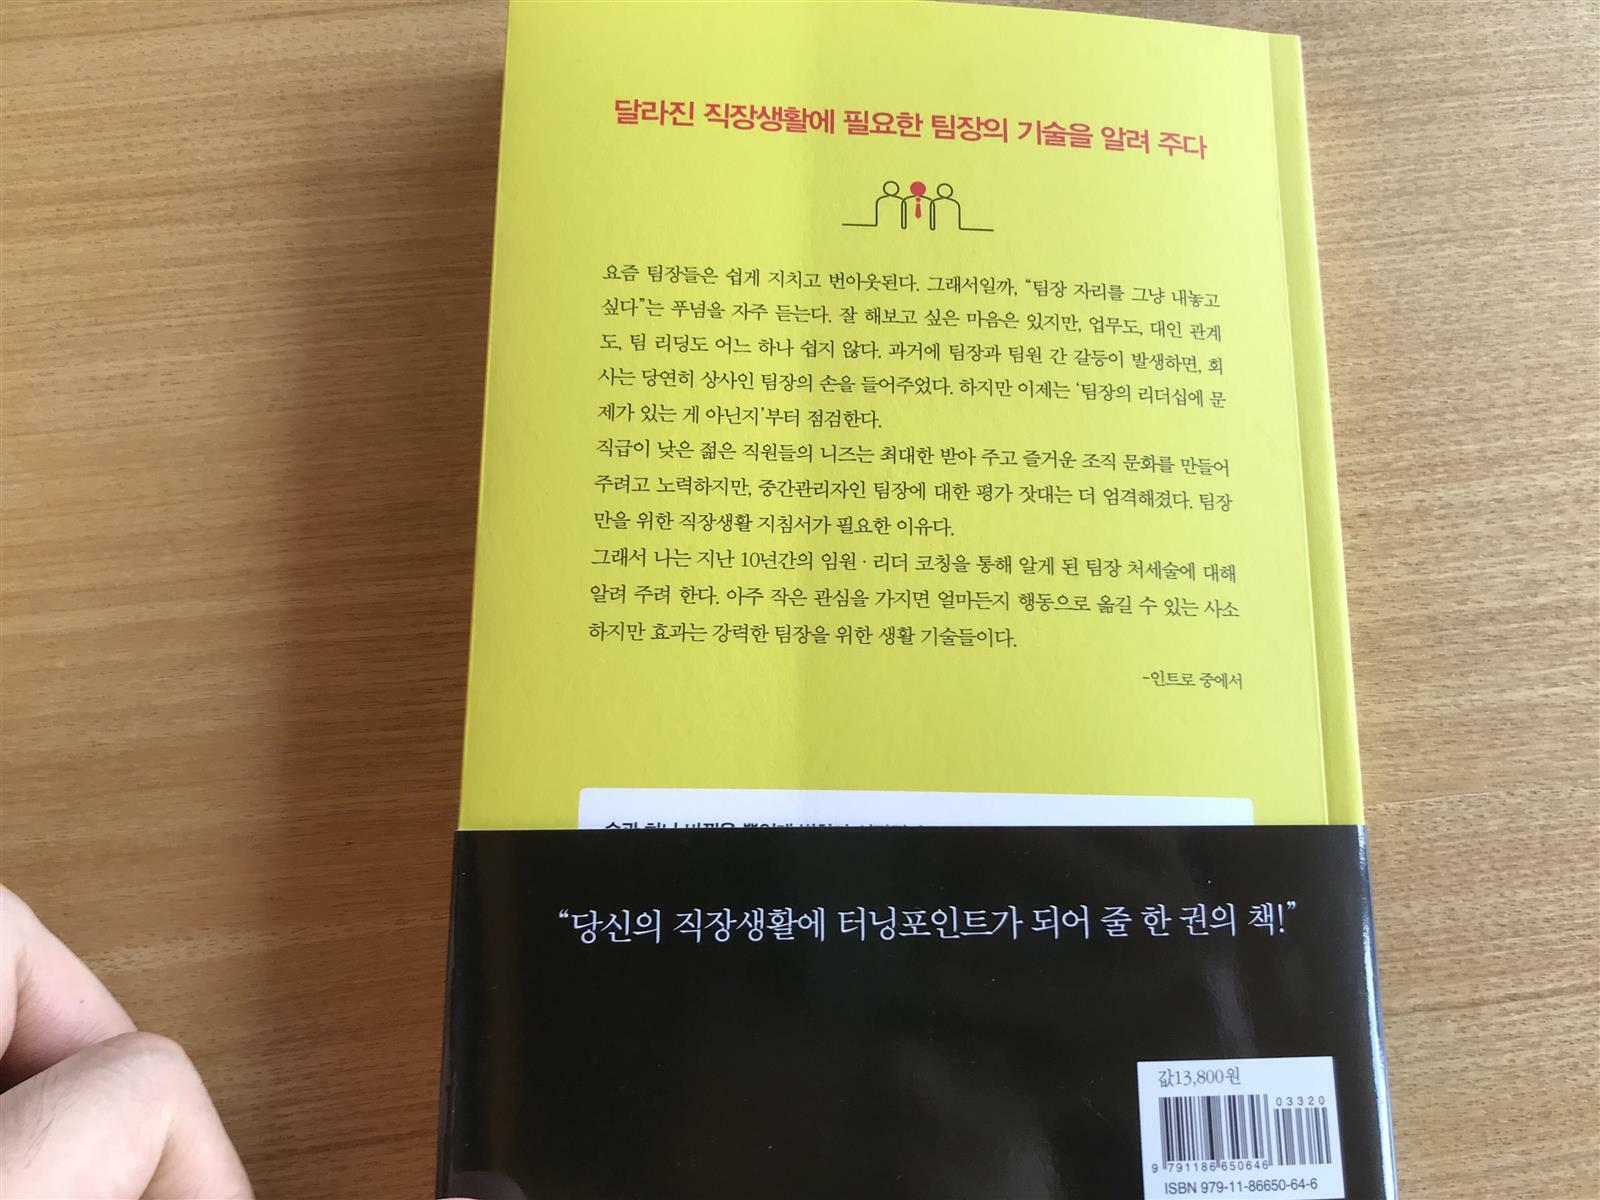 달라진 직장생활에 필요한 팀장의 기술을 알려 주다
요즘 팀장들은 쉽게 지치고 번아웃된다. 그래서일까, “팀장 자리를 그냥 내놓고
싶다”는 푸념을 자주 듣는다. 잘 해보고 싶은 마음은 있지만, 업무도, 대인 관계
도, 팀 리딩도 어느 하나 쉽지 않다. 과거에 팀장과 팀원 간 갈등이 발생하면, 회
사는 당연히 상사인 팀장의 손을 들어주었다. 하지만 이제는 ‘팀장의 리더십에 문
제가 있는 게 아닌지’부터 점검한다.
직급이 낮은 젊은 직원들의 니즈는 최대한 받아 주고 즐거운 조직 문화를 만들어
주려고 노력하지만, 중간관리자인 팀장에 대한 평가 잣대는 더 엄격해졌다. 팀장
만을 위한 직장생활 지침서가 필요한 이유다.
그래서 나는 지난 10년간의 임원 · 리더 코칭을 통해 알게 된 팀장 처세술에 대해
알려 주려 한다. 아주 작은 관심을 가지면 얼마든지 행동으로 옮길 수 있는 사소
하지만 효과는 강력한 팀장을 위한 생활 기술들이다.
-인트로 중에서
“당신의 직장생활에 터닝포인트가 되어 줄 한 권의 책!”
값13,800원
03320
9 791186 650646
ISBN 979-11-86650-64-6